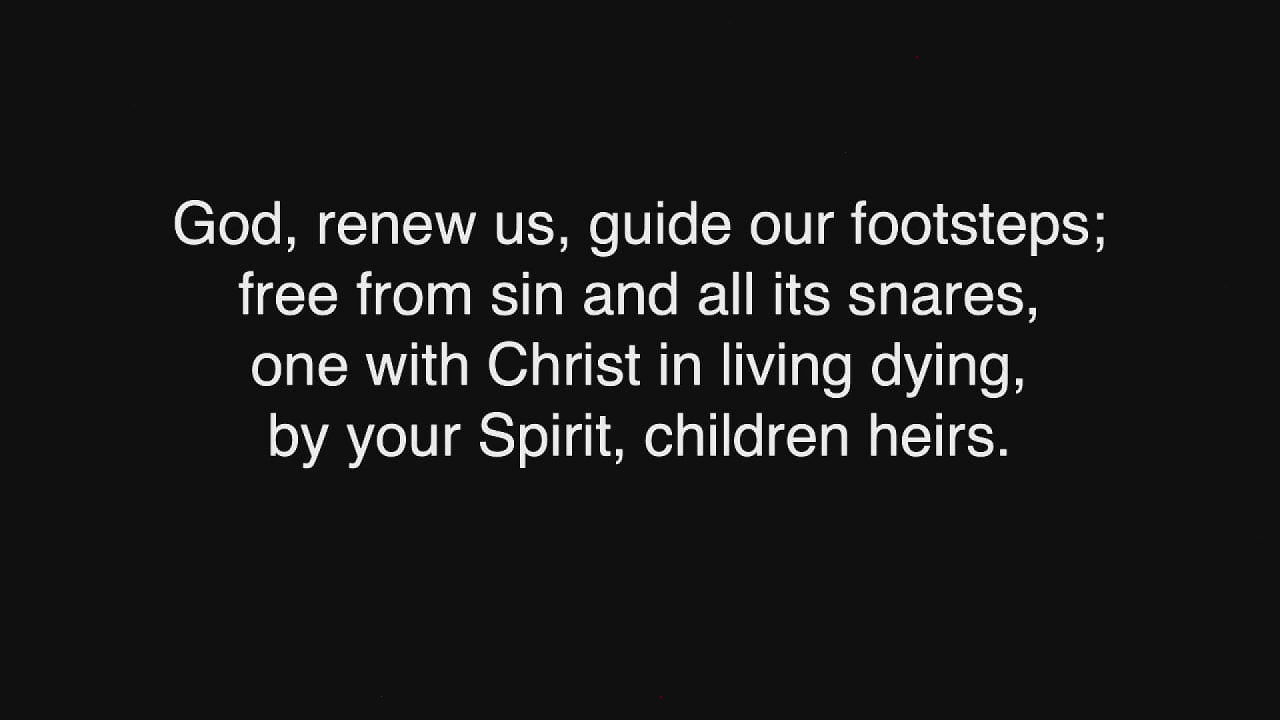 God, renew us, guide our footsteps;
free from sin and all its snares,
one with Christ in living dying,
by your Spirit, children heirs.